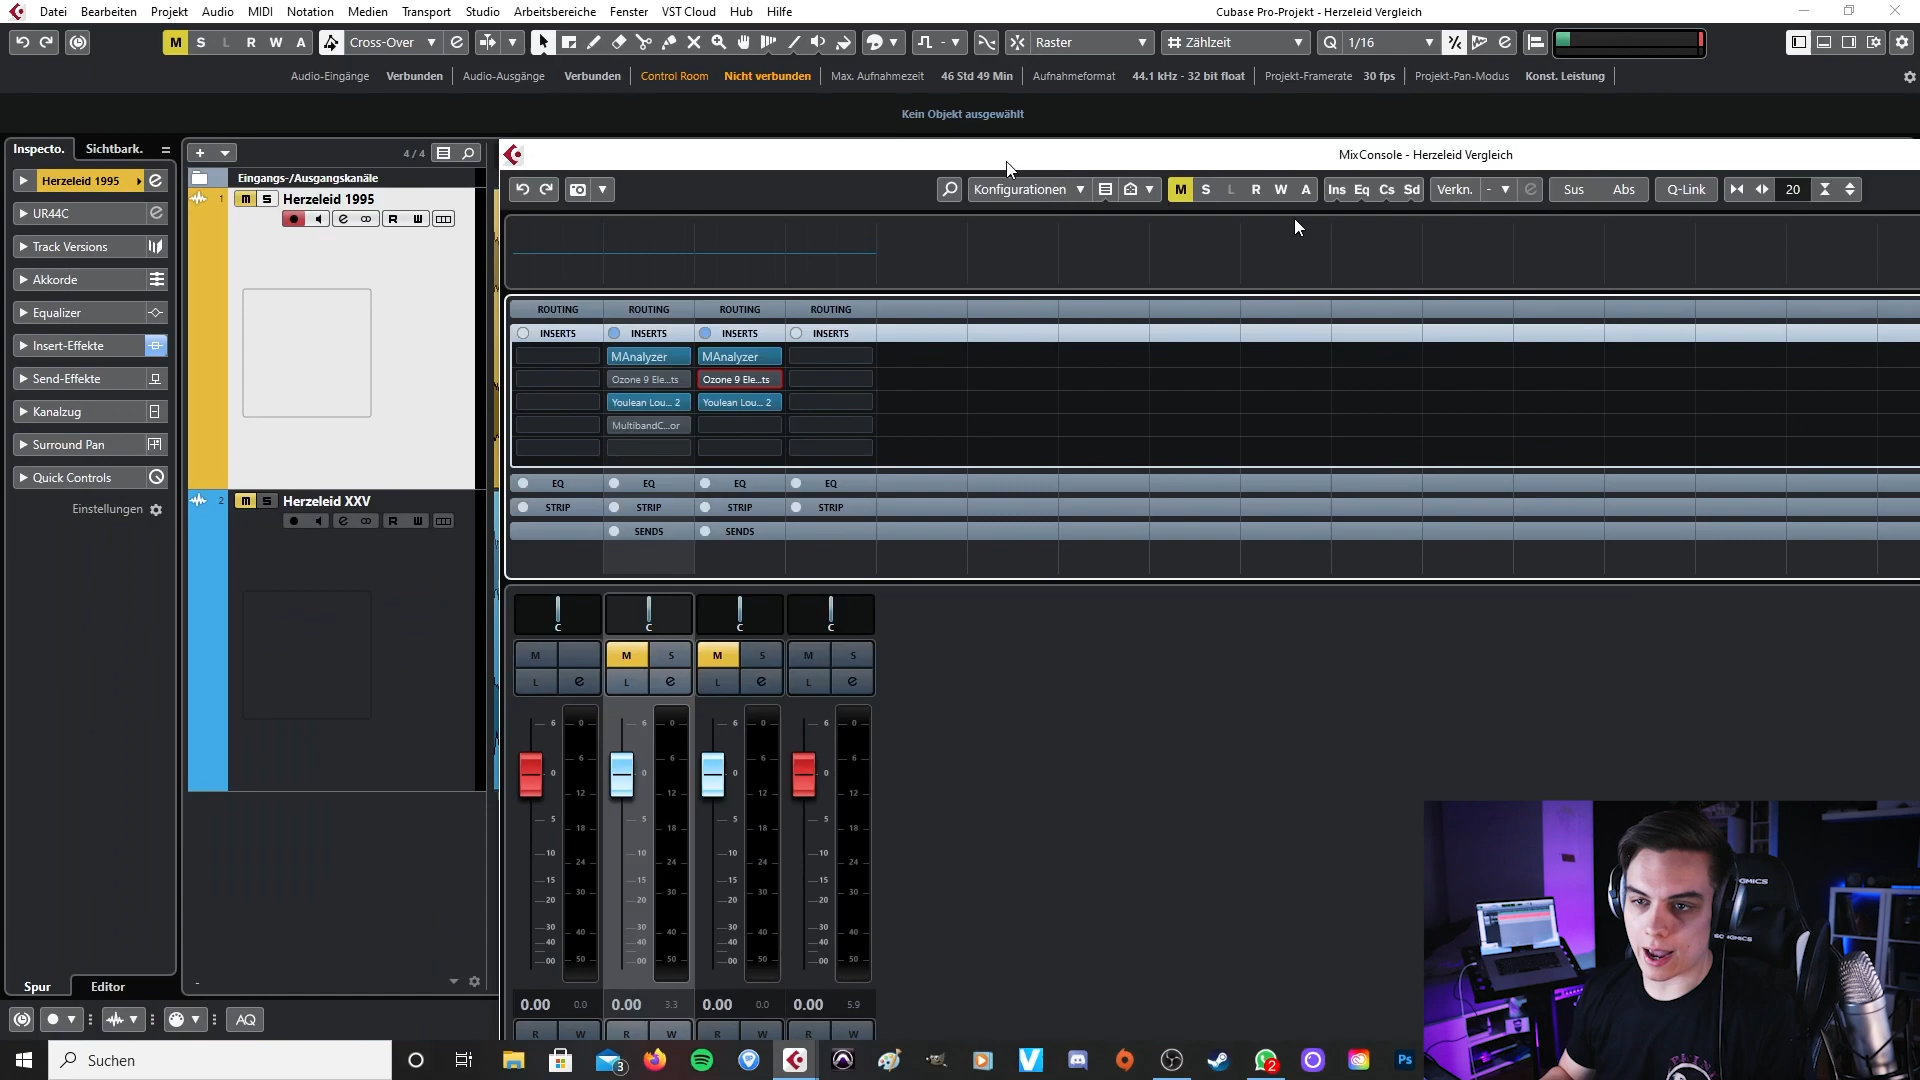 Datei Bearbeiten Projekt Audio MIDI Notation Medien Transport Studio Arbeitsbereiche Fenster VST Cloud Hub Hilfe Cubase Pro-Projekt - Herzeleid Vergleich
M S L R W A Cross-Over Raster Zählzeit Q 1/16
Audio-Eingänge Verbunden Audio-Ausgänge Verbunden Control Room Nicht verbunden Max. Aufnahmezeit 46 Std 49 Min Aufnahmeformat 44.1 kHz - 32 bit float Projekt-Framerate 30 fps Projekt-Pan-Modus Konst. Leistung
Kein Objekt ausgewählt
Inspecto. Sichtbark. 4 / 4 MixConsole - Herzeleid Vergleich
Herzeleid 1995
UR44C
Track Versions
Akkorde
Equalizer
Insert-Effekte
Send-Effekte
Kanalzug
Surround Pan
Quick Controls
Einstellungen
Eingangs-/Ausgangskanäle
1 m S Herzeleid 1995
R W
2 m S Herzeleid XXV
R W
Konfigurationen M S L R W A Ins Eq Cs Sd Verkn. - Sus Abs Q-Link 20
ROUTING ROUTING ROUTING ROUTING
INSERTS INSERTS INSERTS INSERTS
MAnalyzer MAnalyzer
Ozone 9 Ele...ts Ozone 9 Ele...ts
Youlean Lou... 2 Youlean Lou... 2
MultibandC...or
EQ EQ EQ EQ
STRIP STRIP STRIP STRIP
SENDS SENDS
C C C C
M M S M S M S
L e L e L e L e
6 0 6 0 6 0 6 0
6 6 6 6
0 0 0 0
12 12 12 12
5 5 5 5
18 18 18 18
10 24 10 24 10 24 10 24
15 30 15 30 15 30 15 30
20 20 20 20
30 30 30 30
40 40 40 40 40 40 40 40
00 50 00 50 00 50 00 50
0.00 0.0 0.00 3.3 0.00 0.0 0.00 5.9
R W R W R W R W
Spur Editor
AQ
Suchen 3 2 Ps